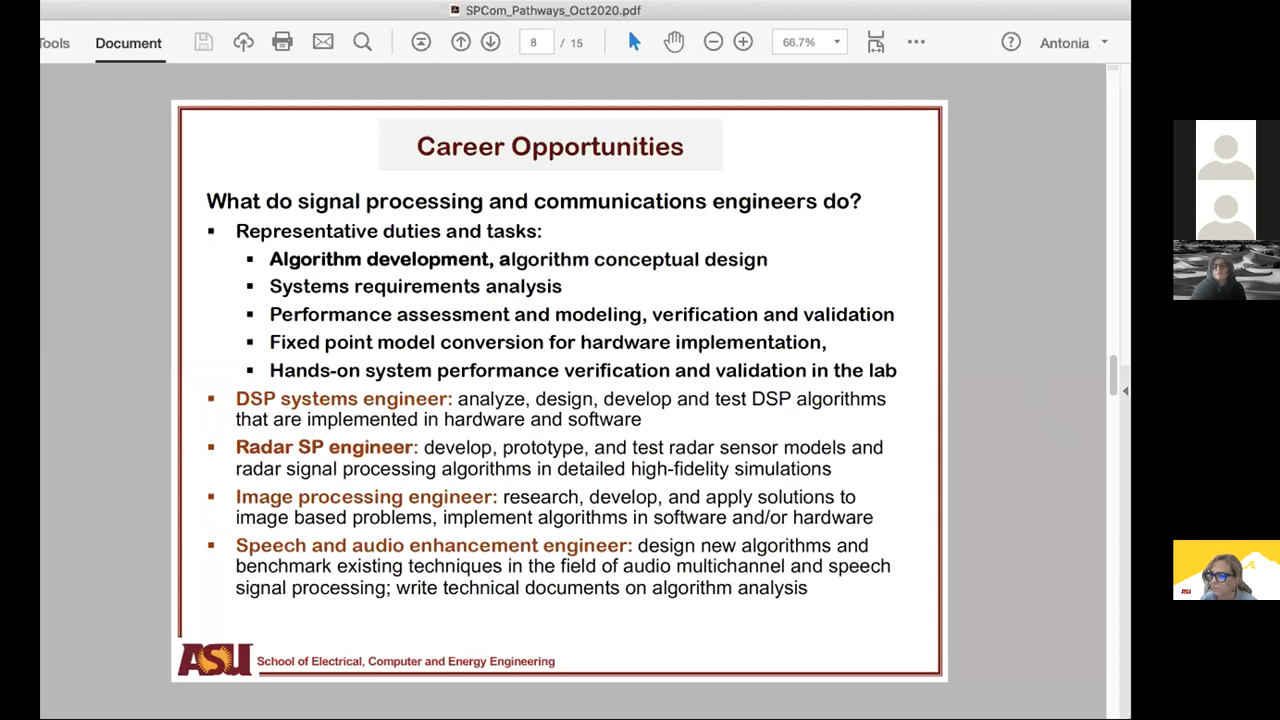 SPCom_Pathways_Oct2020.pdf
Tools
Document
8 / 15
66.7%
Antonia
Career Opportunities
What do signal processing and communications engineers do?
▪ Representative duties and tasks:
▪ Algorithm development, algorithm conceptual design
▪ Systems requirements analysis
▪ Performance assessment and modeling, verification and validation
▪ Fixed point model conversion for hardware implementation,
▪ Hands-on system performance verification and validation in the lab
▪ DSP systems engineer: analyze, design, develop and test DSP algorithms
that are implemented in hardware and software
▪ Radar SP engineer: develop, prototype, and test radar sensor models and
radar signal processing algorithms in detailed high-fidelity simulations
▪ Image processing engineer: research, develop, and apply solutions to
image based problems, implement algorithms in software and/or hardware
▪ Speech and audio enhancement engineer: design new algorithms and
benchmark existing techniques in the field of audio multichannel and speech
signal processing; write technical documents on algorithm analysis
ASU School of Electrical, Computer and Energy Engineering
ASU